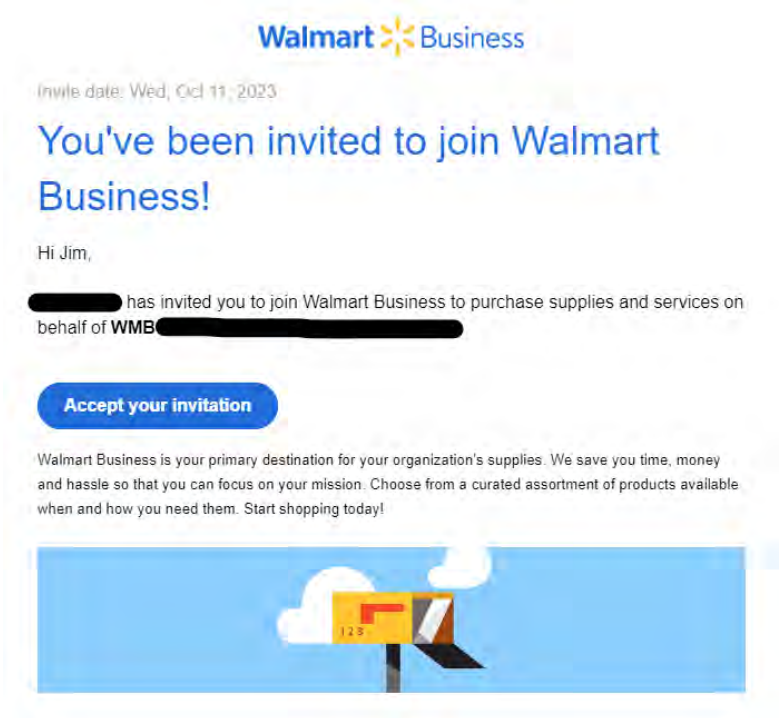 Walmart Business
Invite date: Wed, Oct 11, 2023
You've been invited to join Walmart
Business!
Hi Jim,
has invited you to join Walmart Business to purchase supplies and services on
behalf of WMB
Accept your invitation
Walmart Business is your primary destination for your organization's supplies. We save you time, money
and hassle so that you can focus on your mission. Choose from a curated assortment of products available
when and how you need them. Start shopping today!
123